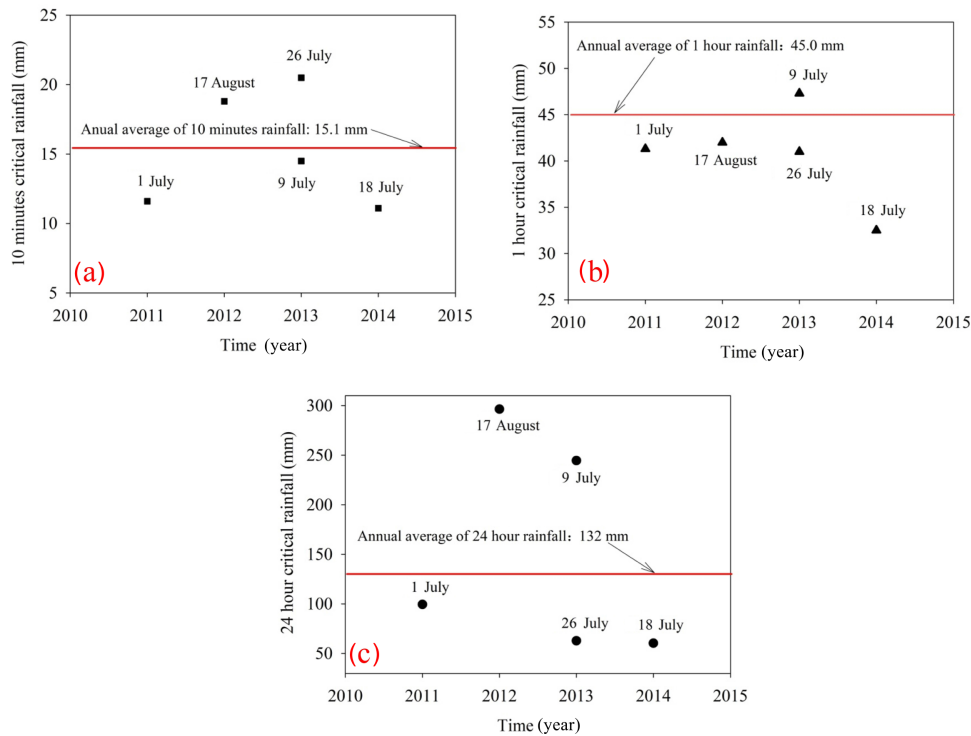 25
20
15
10
5
10 minutes critical rainfall (mm)
26 July
17 August
Anual average of 10 minutes rainfall: 15.1 mm
1 July
9 July
18 July
(a)
2010 2011 2012 2013 2014 2015
Time (year)
55
50
45
40
35
30
25
1 hour critical rainfall (mm)
Annual average of 1 hour rainfall: 45.0 mm
9 July
1 July
17 August
26 July
18 July
(b)
2010 2011 2012 2013 2014 2015
Time (year)
300
250
200
150
100
50
24 hour critical rainfall (mm)
17 August
9 July
Annual average of 24 hour rainfall: 132 mm
1 July
26 July
18 July
(c)
2010 2011 2012 2013 2014 2015
Time (year)